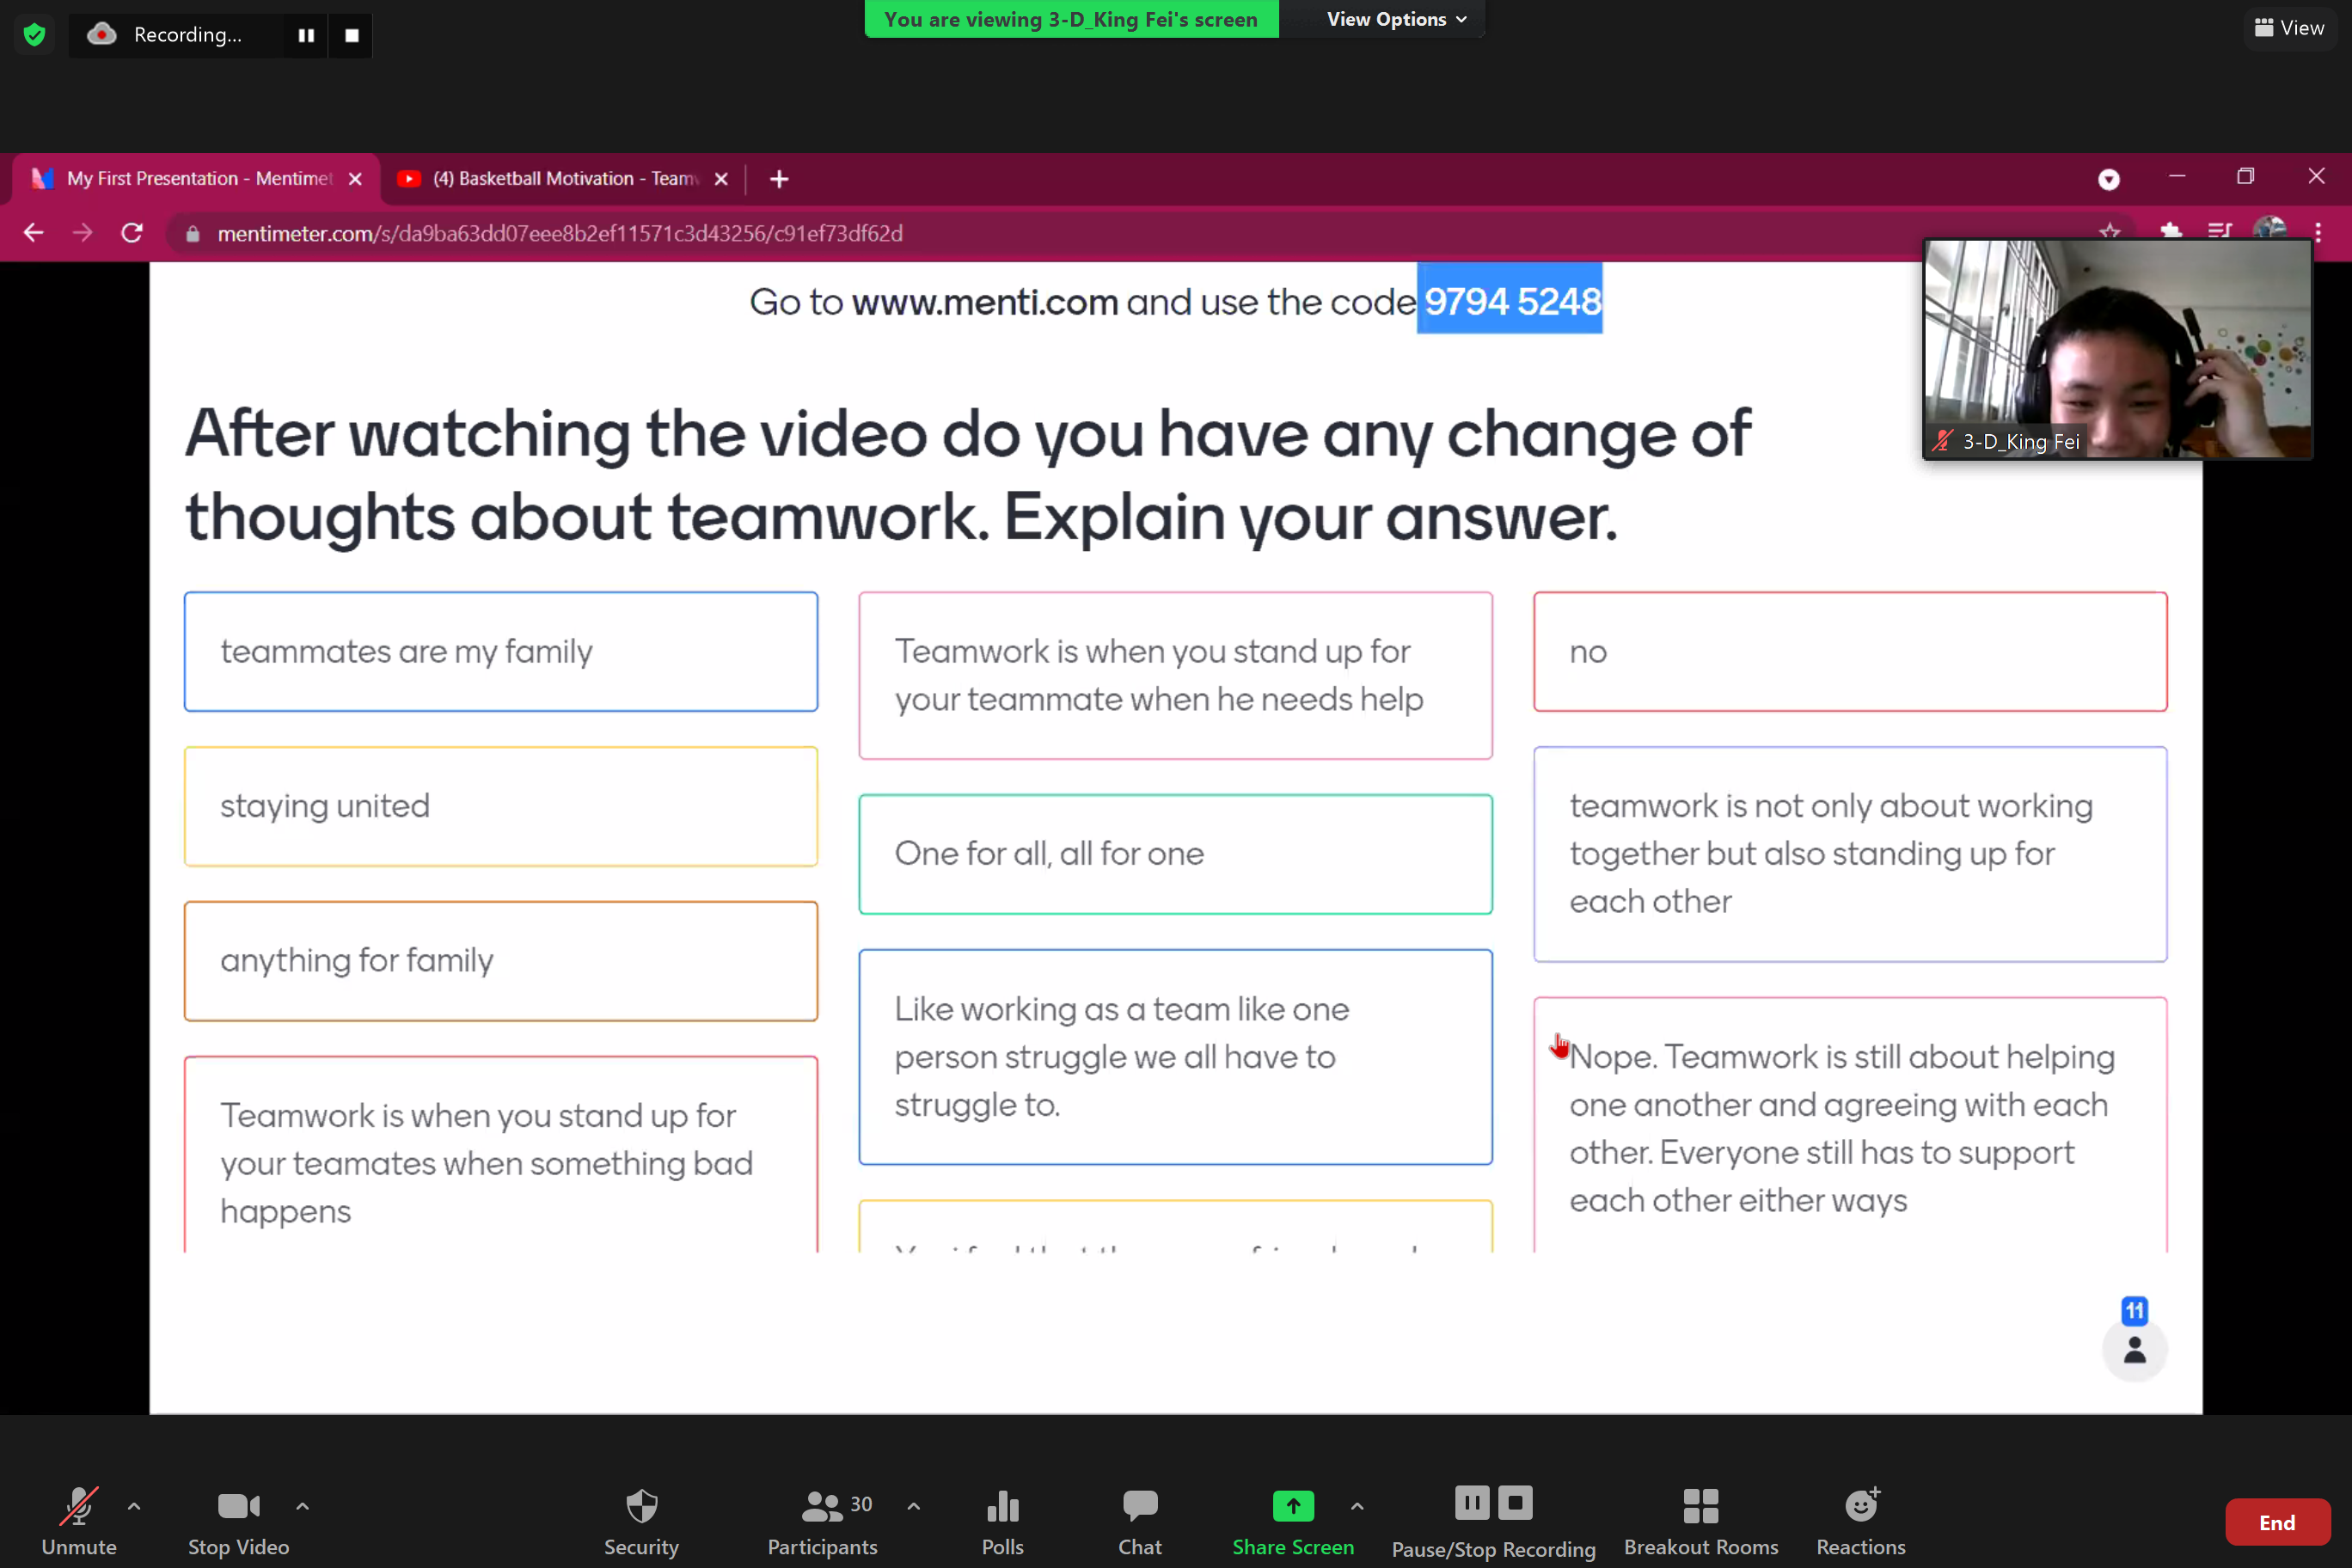 Recording...
You are viewing 3-D_King Fei's screen
View Options
View
My First Presentation - Mentimet
(4) Basketball Motivation - Team
mentimeter.com/s/da9ba63dd07eee8b2ef11571c3d43256/c91ef73df62d
Go to www.menti.com and use the code 9794 5248
3-D_King Fei
After watching the video do you have any change of
thoughts about teamwork. Explain your answer.
teammates are my family
staying united
anything for family
Teamwork is when you stand up for
your teamates when something bad
happens
Teamwork is when you stand up for
your teammate when he needs help
One for all, all for one
Like working as a team like one
person struggle we all have to
struggle to.
no
teamwork is not only about working
together but also standing up for
each other
Nope. Teamwork is still about helping
one another and agreeing with each
other. Everyone still has to support
each other either ways
11
Unmute
Stop Video
Security
30
Participants
Polls
Chat
Share Screen
Pause/Stop Recording
Breakout Rooms
Reactions
End